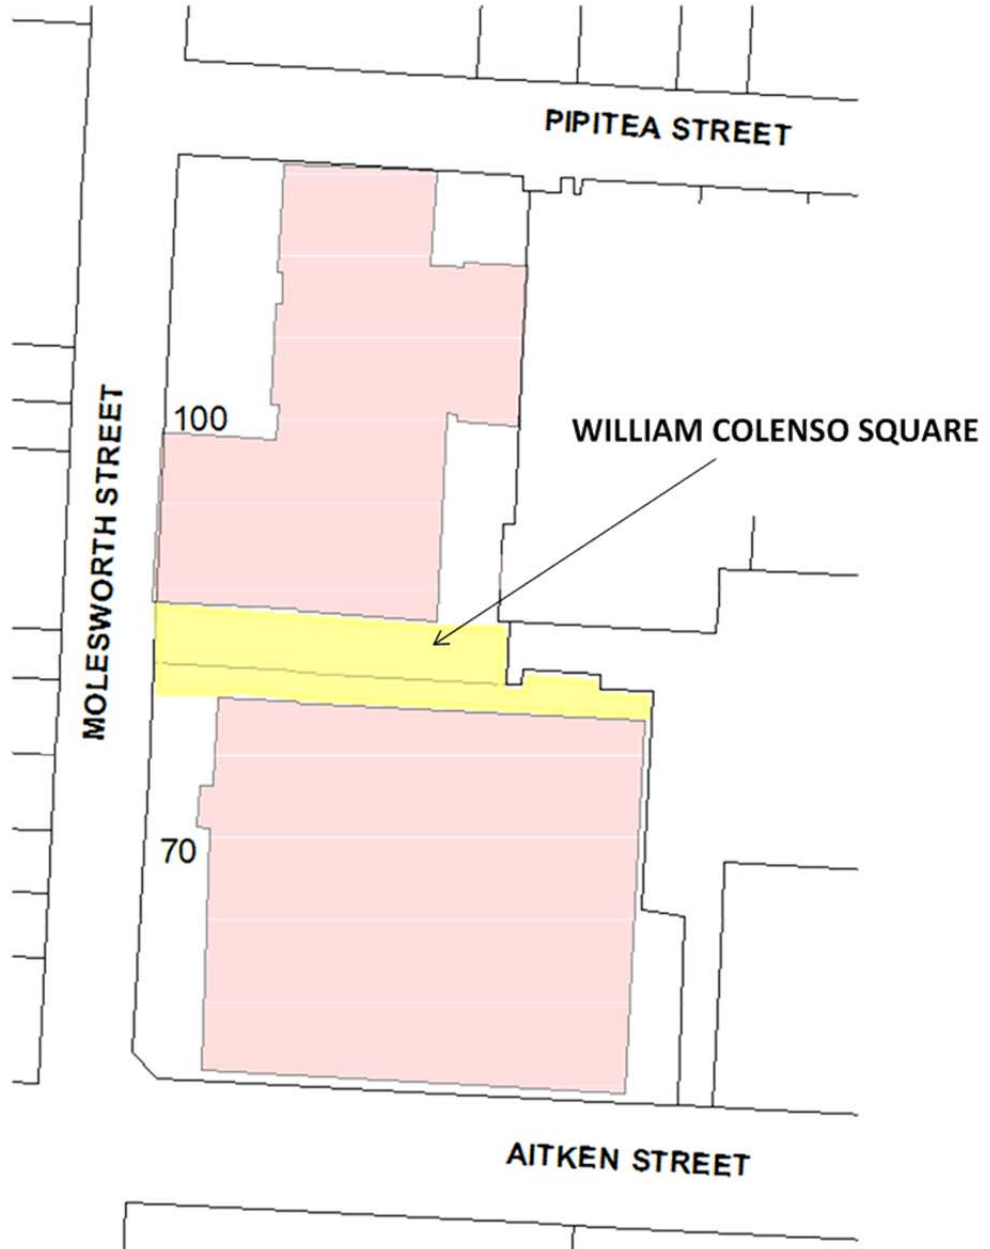 PIPITEA STREET
100
WILLIAM COLENSO SQUARE
MOLESWORTH STREET
70
AITKEN STREET